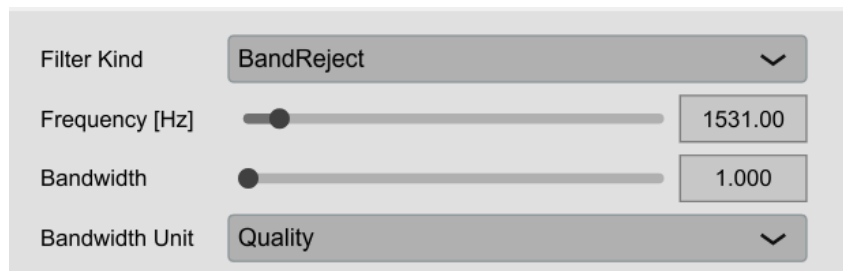 Filter Kind BandReject
Frequency [Hz] 1531.00
Bandwidth 1.000
Bandwidth Unit Quality